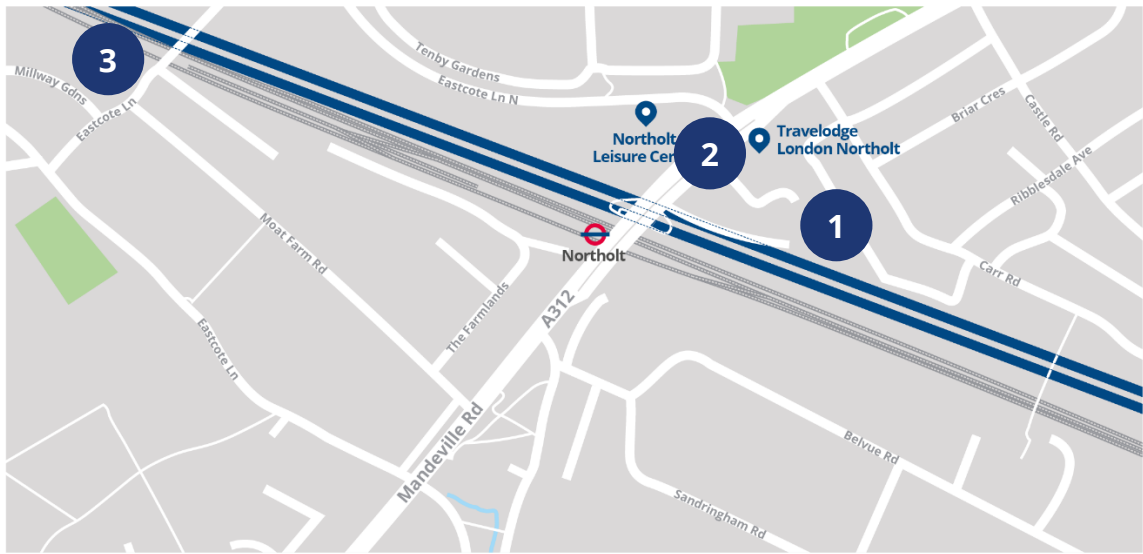 3
Millway Gdns
Eastcote Ln
Tenby Gardens
Eastcote Ln N
Northolt
Leisure Cen
2
Travelodge
London Northolt
Briar Cres
Castle Rd
Ribblesdale Ave
1
Carr Rd
Northolt
Moat Farm Rd
The Farmlands
A312
Eastcote Ln
Mandeville Rd
Belvue Rd
Sandringham Rd